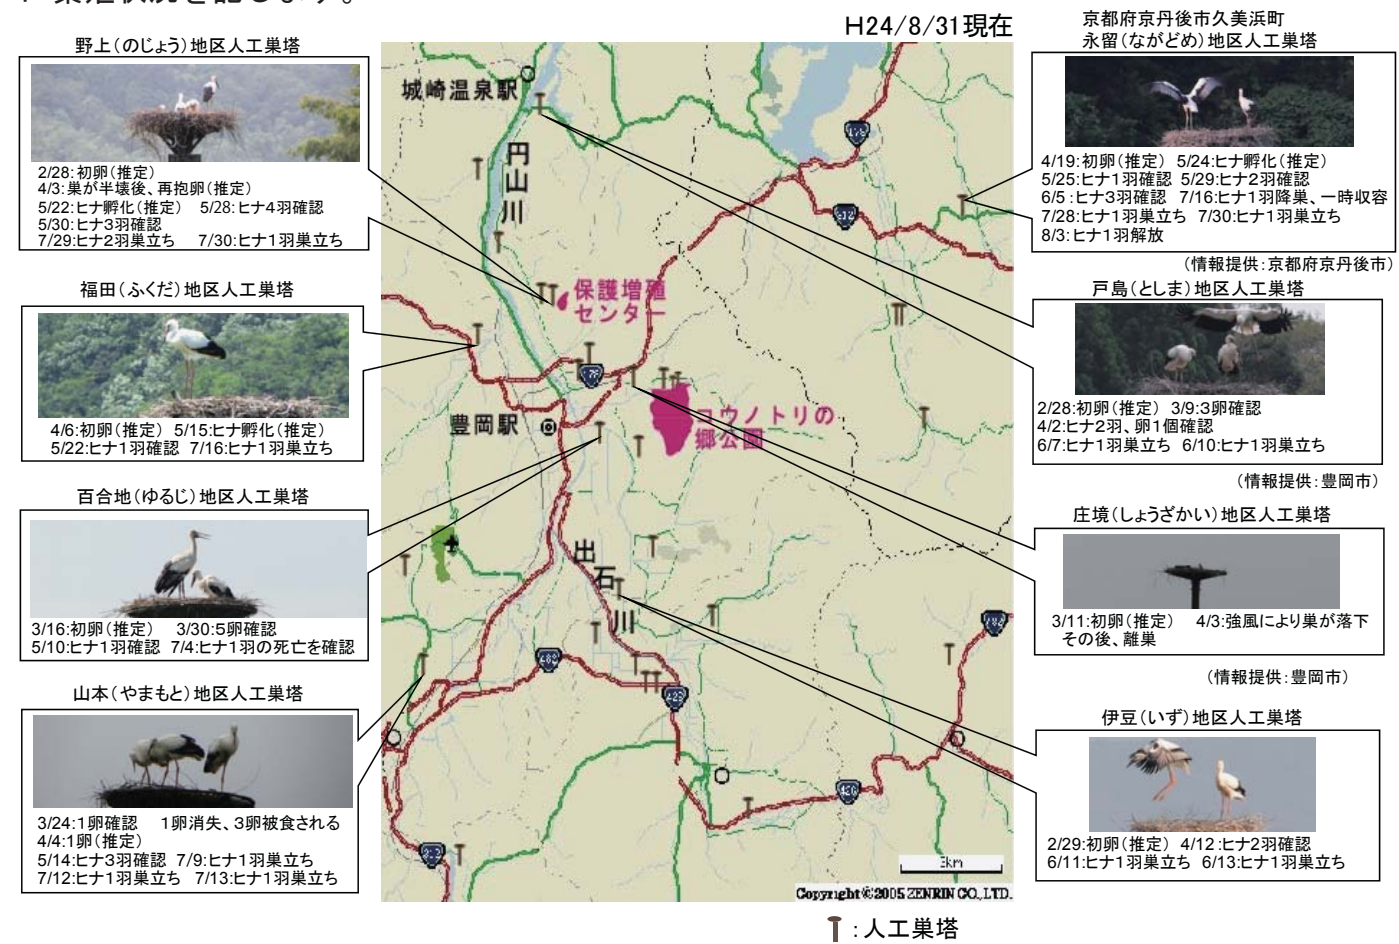 H24/8/31現在
野上（のじょう）地区人工巣塔
2/28:初卵（推定）
4/3:巣が半壊後、再抱卵（推定）
5/22:ヒナ孵化（推定） 5/28:ヒナ4羽確認
5/30:ヒナ3羽確認
7/29:ヒナ2羽巣立ち 7/30:ヒナ1羽巣立ち
福田（ふくだ）地区人工巣塔
4/6:初卵（推定） 5/15:ヒナ孵化（推定）
5/22:ヒナ1羽確認 7/16:ヒナ1羽巣立ち
百合地（ゆるじ）地区人工巣塔
3/16:初卵（推定） 3/30:5卵確認
5/10:ヒナ1羽確認 7/4:ヒナ1羽の死亡を確認
山本（やまもと）地区人工巣塔
3/24:1卵確認 1卵消失、3卵被食される
4/4:1卵（推定）
5/14:ヒナ3羽確認 7/9:ヒナ1羽巣立ち
7/12:ヒナ1羽巣立ち 7/13:ヒナ1羽巣立ち
城崎温泉駅
円山川
保護増殖
センター
178
コウノトリの
郷公園
豊岡駅
出石川
482
426
3km
Copyright©2005 ZENRIN CO.,LTD.
:人工巣塔
京都府京丹後市久美浜町
永留（ながどめ）地区人工巣塔
4/19:初卵（推定） 5/24:ヒナ孵化（推定）
5/25:ヒナ1羽確認 5/29:ヒナ2羽確認
6/5 :ヒナ3羽確認 7/16:ヒナ1羽降巣、一時収容
7/28:ヒナ1羽巣立ち 7/30:ヒナ1羽巣立ち
8/3:ヒナ1羽解放
（情報提供:京都府京丹後市）
戸島（としま）地区人工巣塔
2/28:初卵（推定） 3/9:3卵確認
4/2:ヒナ2羽、卵1個確認
6/7:ヒナ1羽巣立ち 6/10:ヒナ1羽巣立ち
（情報提供:豊岡市）
庄境（しょうざかい）地区人工巣塔
3/11:初卵（推定） 4/3:強風により巣が落下
その後、離巣
（情報提供:豊岡市）
伊豆（いず）地区人工巣塔
2/29:初卵（推定） 4/12:ヒナ2羽確認
6/11:ヒナ1羽巣立ち 6/13:ヒナ1羽巣立ち